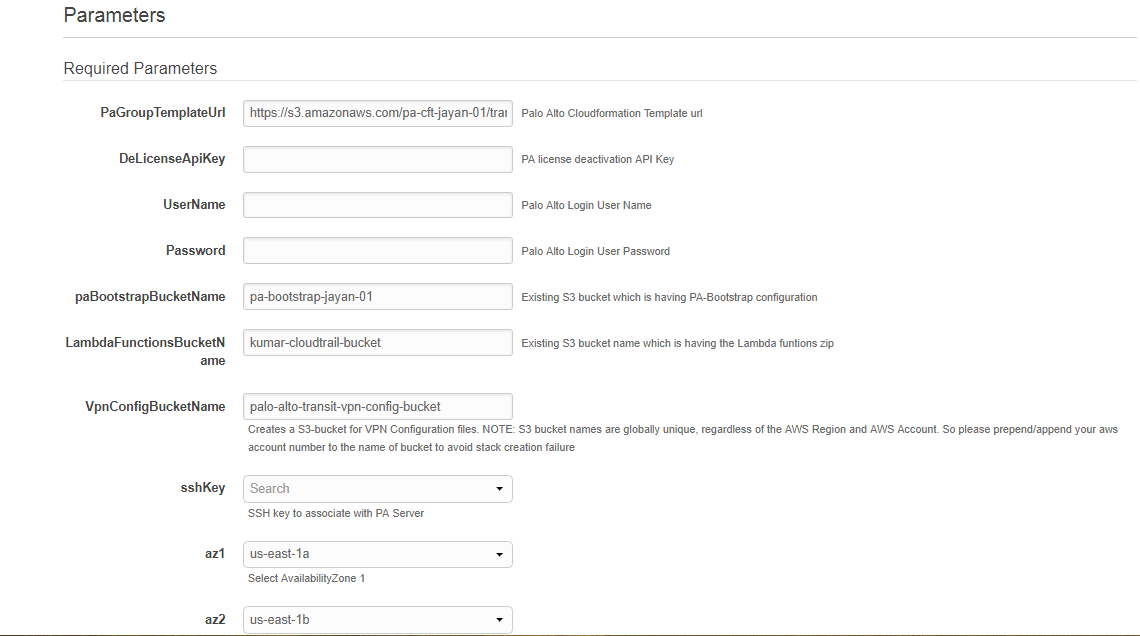 Parameters
Required Parameters
PaGroupTemplateUrl https://s3.amazonaws.com/pa-cft-jayan-01/tran Palo Alto Cloudformation Template url
DeLicenseApiKey PA license deactivation API Key
UserName Palo Alto Login User Name
Password Palo Alto Login User Password
paBootstrapBucketName pa-bootstrap-jayan-01 Existing S3 bucket which is having PA-Bootstrap configuration
LambdaFunctionsBucketN
ame kumar-cloudtrail-bucket Existing S3 bucket name which is having the Lambda funtions zip
VpnConfigBucketName palo-alto-transit-vpn-config-bucket
Creates a S3-bucket for VPN Configuration files. NOTE: S3 bucket names are globally unique, regardless of the AWS Region and AWS Account. So please prepend/append your aws
account number to the name of bucket to avoid stack creation failure
sshKey Search
SSH key to associate with PA Server
az1 us-east-1a
Select AvailabilityZone 1
az2 us-east-1b